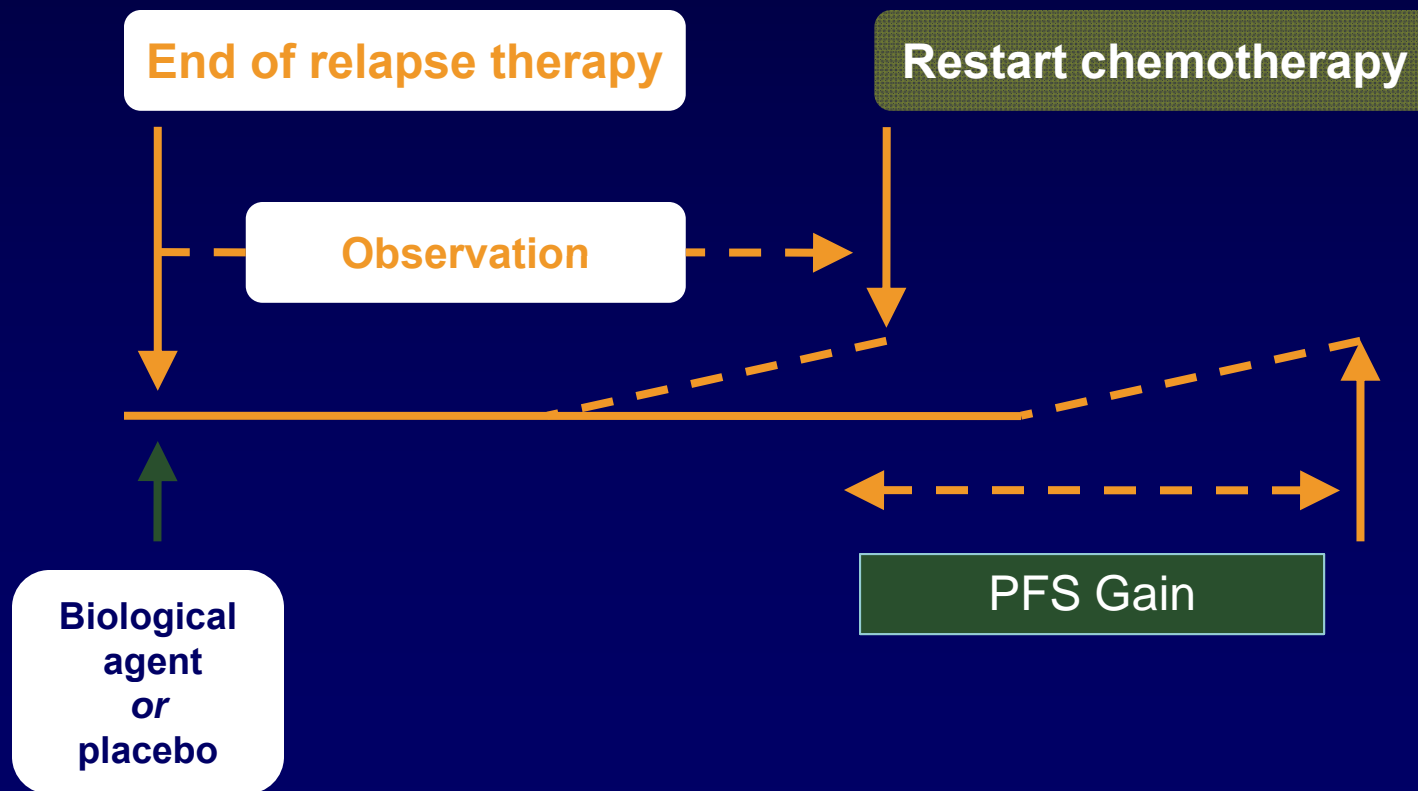 End of relapse therapy
Restart chemotherapy
Observation
PFS Gain
Biological
agent
or
placebo